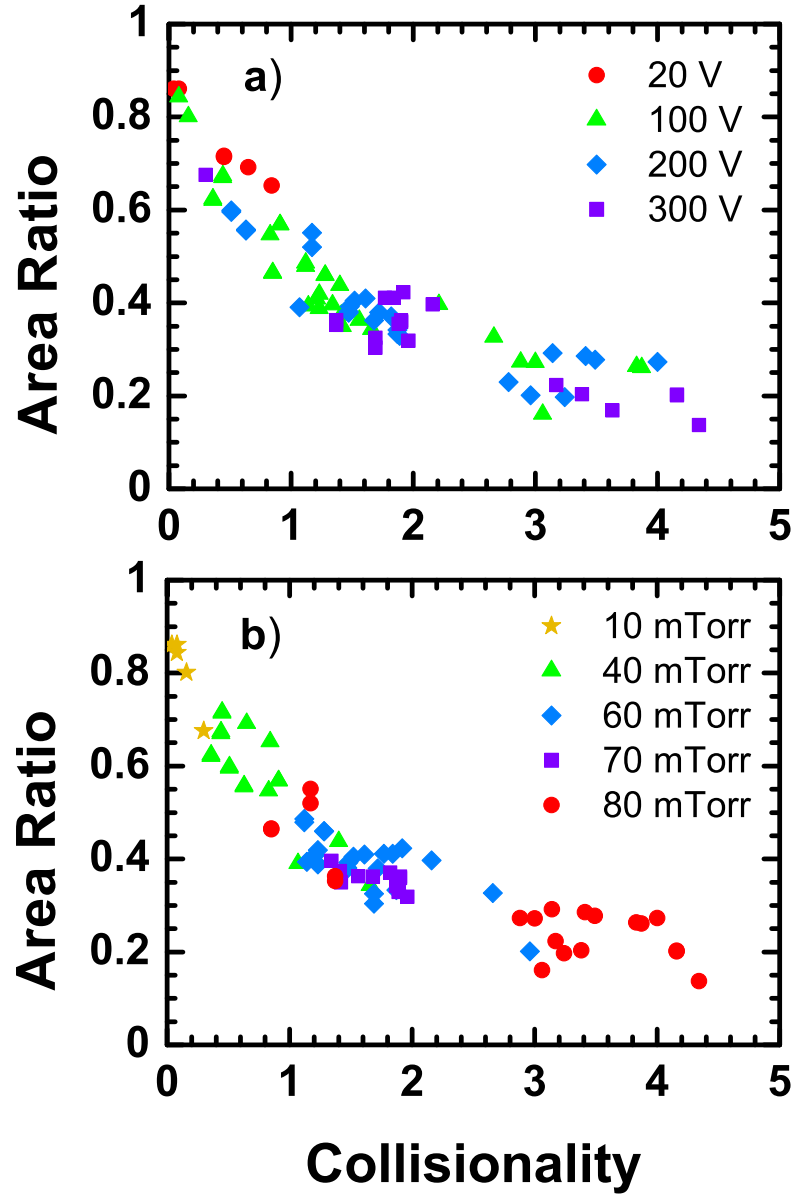 1
a)
20 V
0.8
100 V
200 V
0.6
300 V
0.4
0.2
0
0 1 2 3 4 5
Area Ratio
1
b)
10 mTorr
0.8
40 mTorr
60 mTorr
0.6
70 mTorr
80 mTorr
0.4
0.2
0
0 1 2 3 4 5
Area Ratio
Collisionality